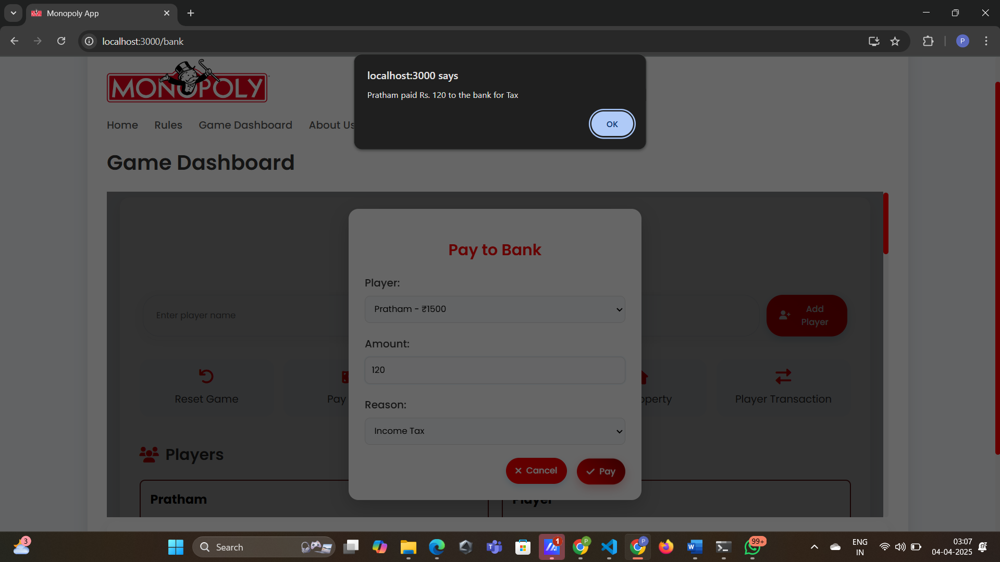 Monopoly App
localhost:3000/bank
P
MONOPOLY
localhost:3000 says
Pratham paid Rs. 120 to the bank for Tax
OK
Home
Rules
Game Dashboard
About Us
Game Dashboard
Pay to Bank
Player:
Pratham - ₹1500
Enter player name
Add
Player
Amount:
120
Reset Game
Pay
perty
Player Transaction
Reason:
Income Tax
Players
Cancel
Pay
Pratham
Player
3
Search
1
P
P
99+
ENG
IN
03:07
04-04-2025